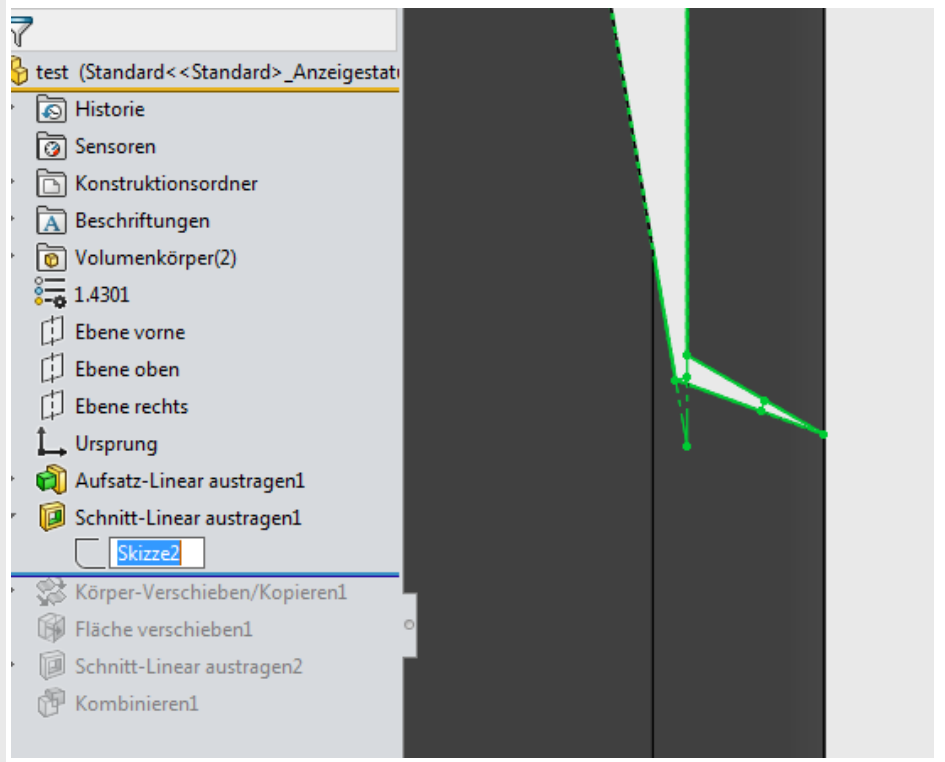 test (Standard<<Standard>_Anzeigestatu
Historie
Sensoren
Konstruktionsordner
Beschriftungen
A
Volumenkörper(2)
1.4301
Ebene vorne
Ebene oben
Ebene rechts
Ursprung
Aufsatz-Linear austragen1
Schnitt-Linear austragen1
Skizze2
Körper-Verschieben/Kopieren1
Fläche verschieben1
Schnitt-Linear austragen2
Kombinieren1